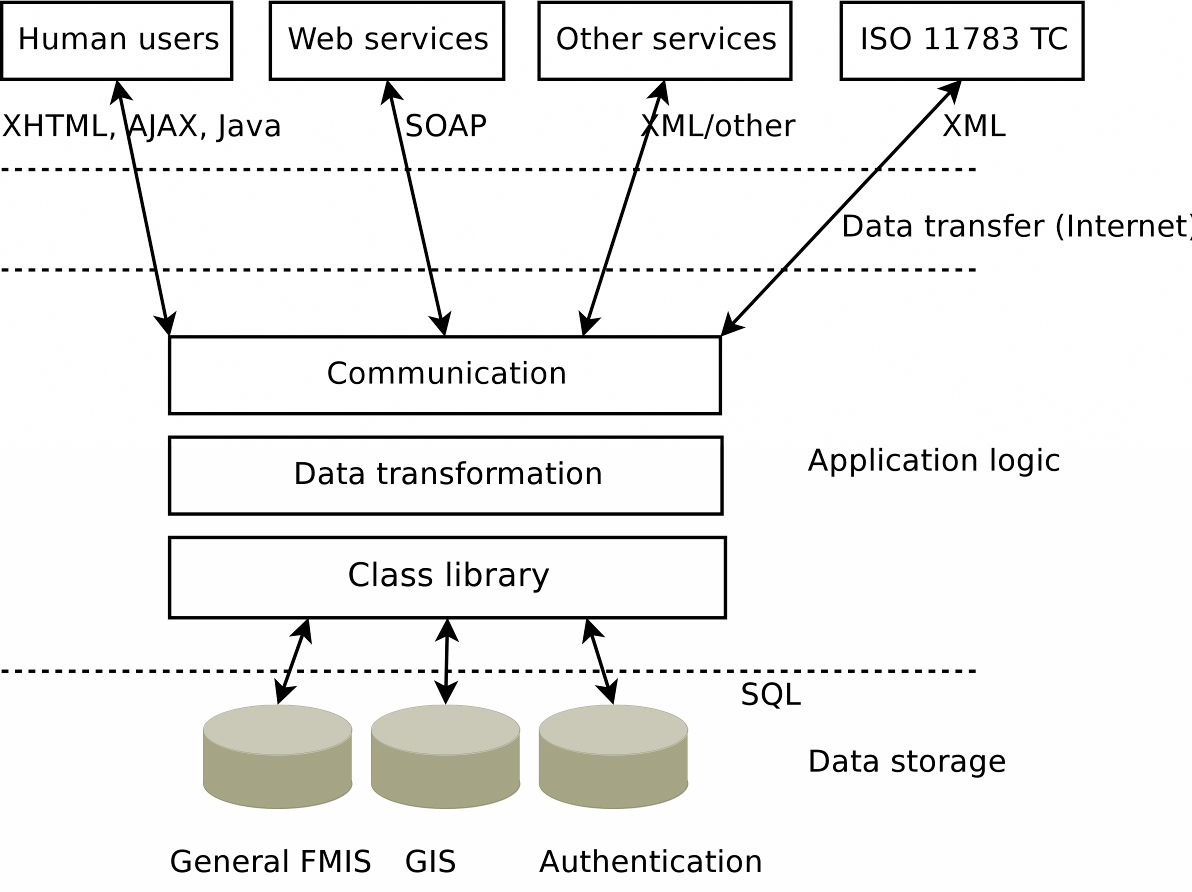 Human users
Web services
Other services
ISO 11783 TC
XHTML, AJAX, Java
SOAP
XML/other
XML
Data transfer (Internet)
Communication
Data transformation
Application logic
Class library
SQL
Data storage
General FMIS
GIS
Authentication